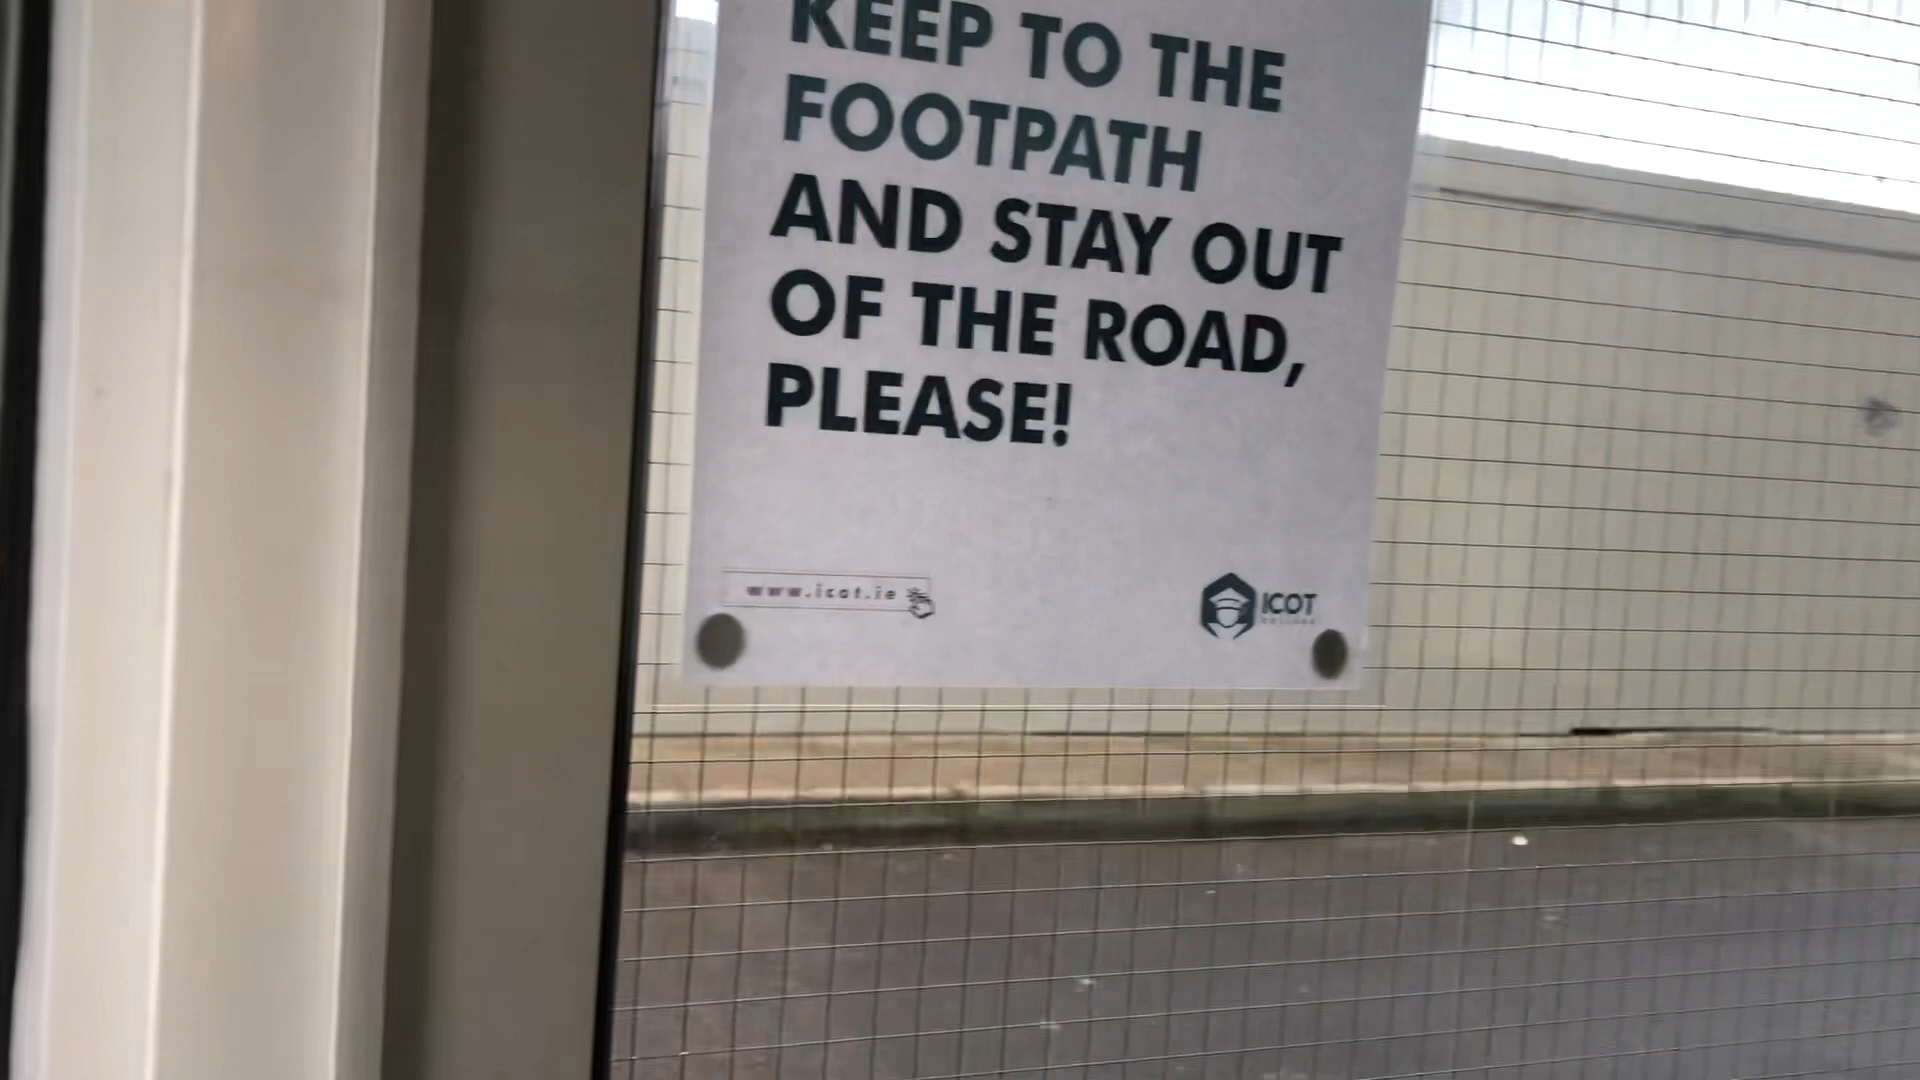 KEEP TO THE
FOOTPATH
AND STAY OUT
OF THE ROAD,
PLEASE!
www.icot.ie
ICOT